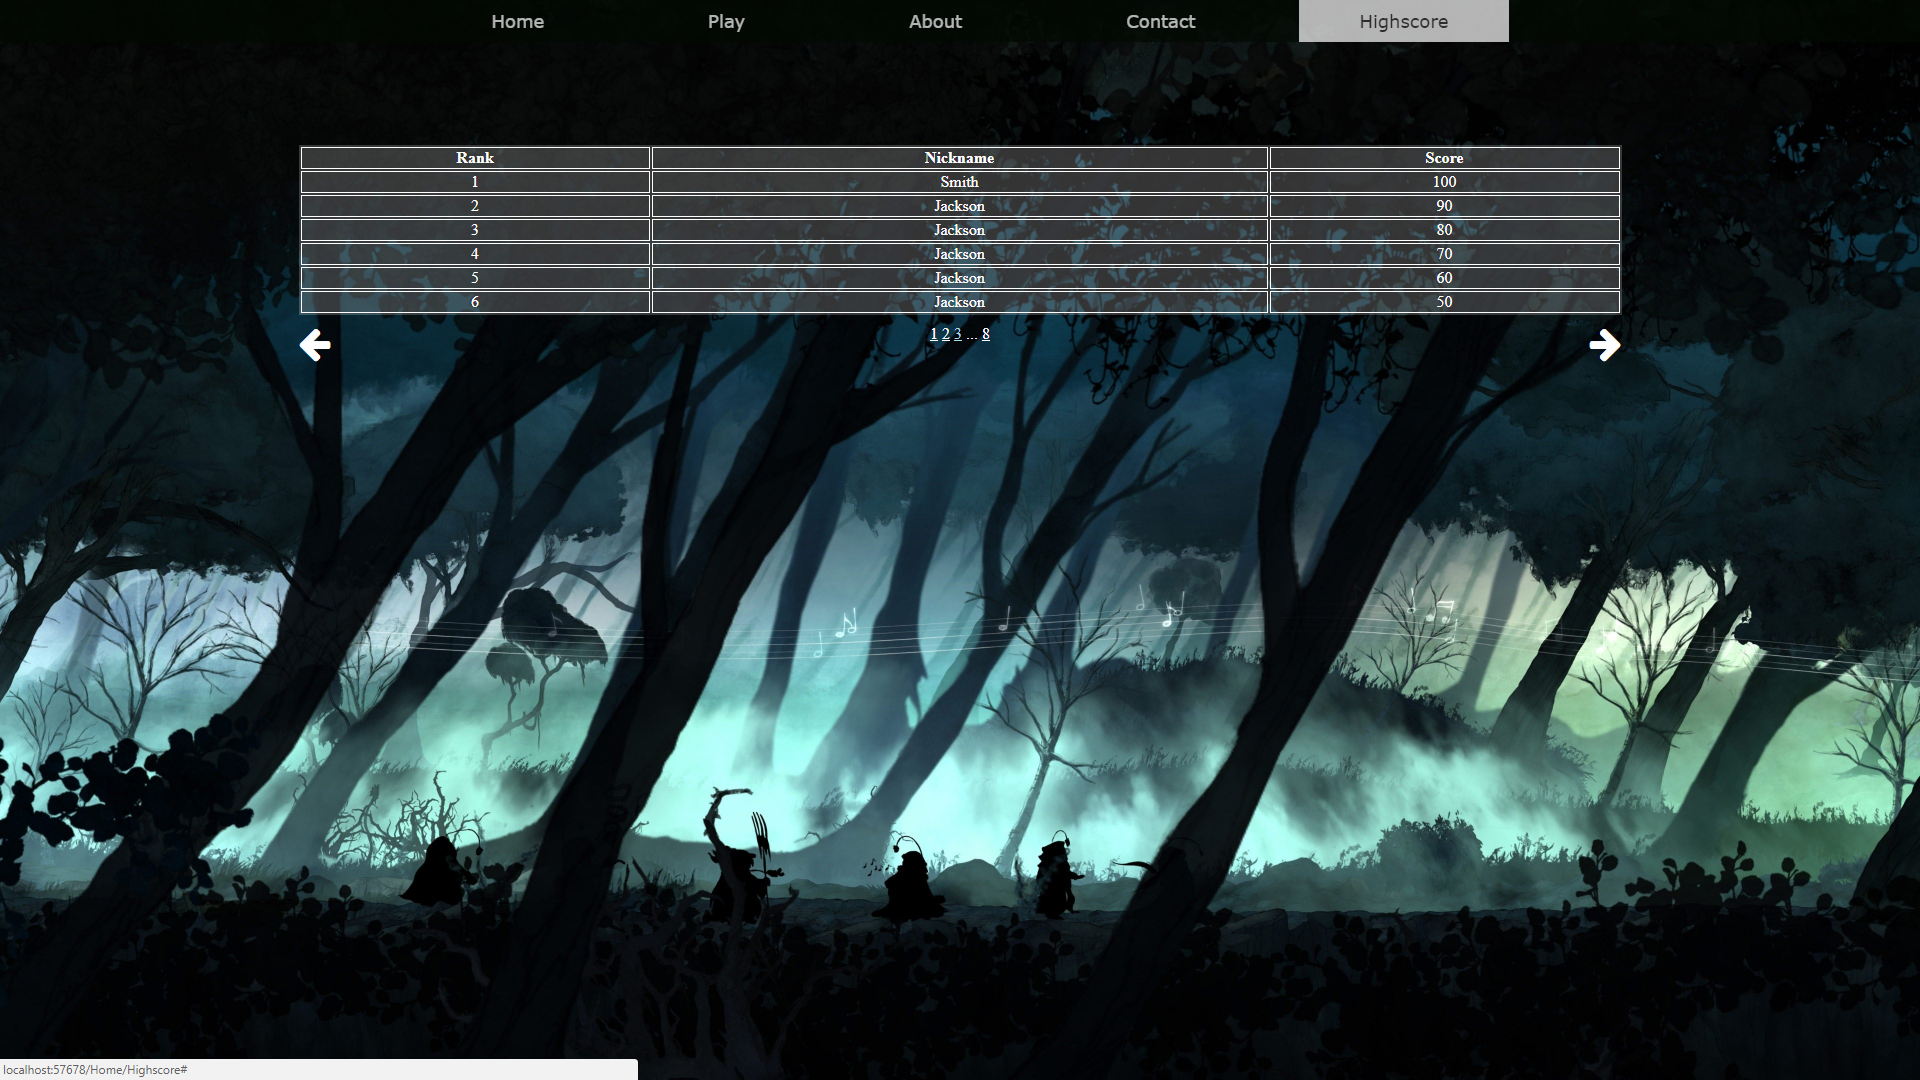 Home Play About Contact Highscore
Rank Nickname Score
1 Smith 100
2 Jackson 90
3 Jackson 80
4 Jackson 70
5 Jackson 60
6 Jackson 50
1 2 3 ... 8
localhost:57678/Home/Highscore#